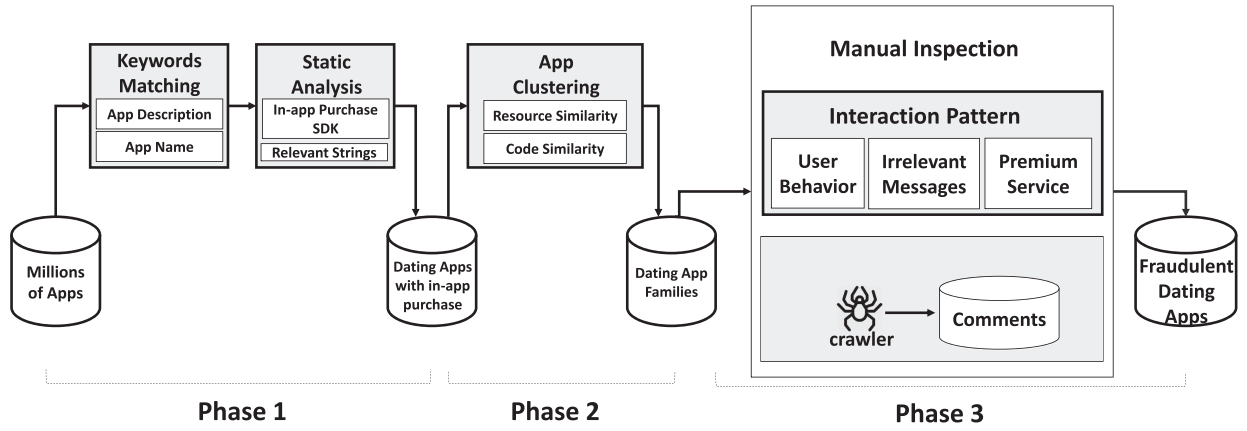 Keywords
Matching
App Description
App Name
Static
Analysis
In-app Purchase
SDK
Relevant Strings
App
Clustering
Resource Similarity
Code Similarity
Manual Inspection
Interaction Pattern
User
Behavior
Irrelevant
Messages
Premium
Service
Millions
of Apps
Dating Apps
with in-app
purchase
Dating App
Families
crawler
Comments
Fraudulent
Dating
Apps
Phase 1
Phase 2
Phase 3